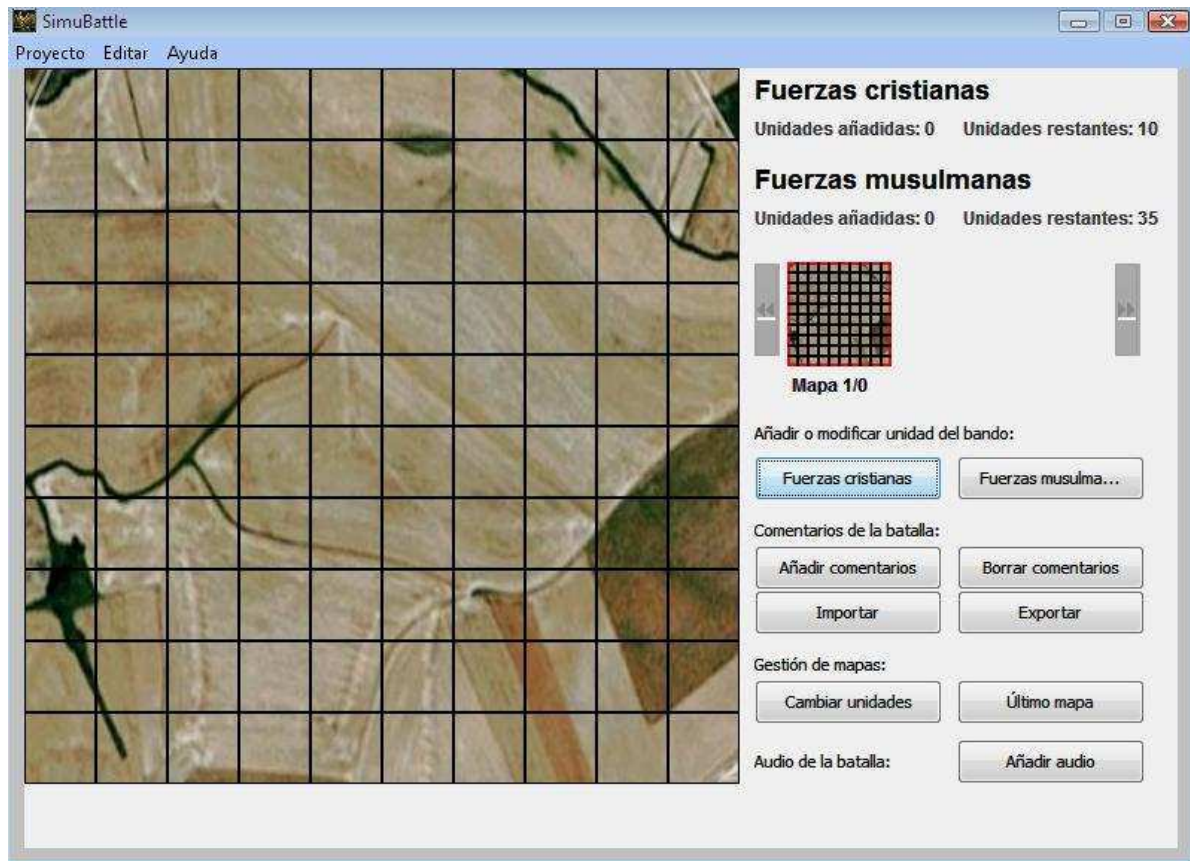 SimuBattle
Proyecto Editar Ayuda
Fuerzas cristianas
Unidades añadidas: 0 Unidades restantes: 10
Fuerzas musulmanas
Unidades añadidas: 0 Unidades restantes: 35
Mapa 1/0
Añadir o modificar unidad del bando:
Fuerzas cristianas Fuerzas musulma...
Comentarios de la batalla:
Añadir comentarios Borrar comentarios
Importar Exportar
Gestión de mapas:
Cambiar unidades Último mapa
Audio de la batalla: Añadir audio